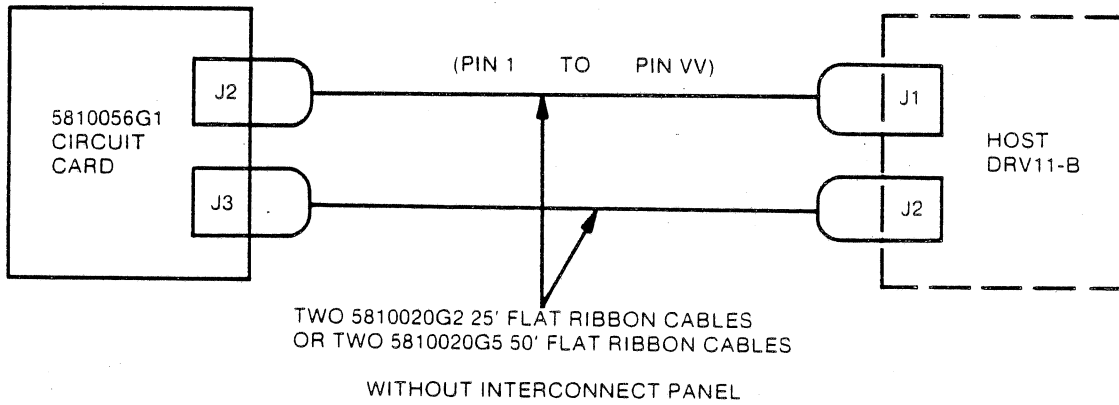 (PIN 1 TO PIN VV)
J2
J1
5810056G1
CIRCUIT
CARD
HOST
DRV11-B
J3
J2
TWO 5810020G2 25' FLAT RIBBON CABLES
OR TWO 5810020G5 50' FLAT RIBBON CABLES
WITHOUT INTERCONNECT PANEL